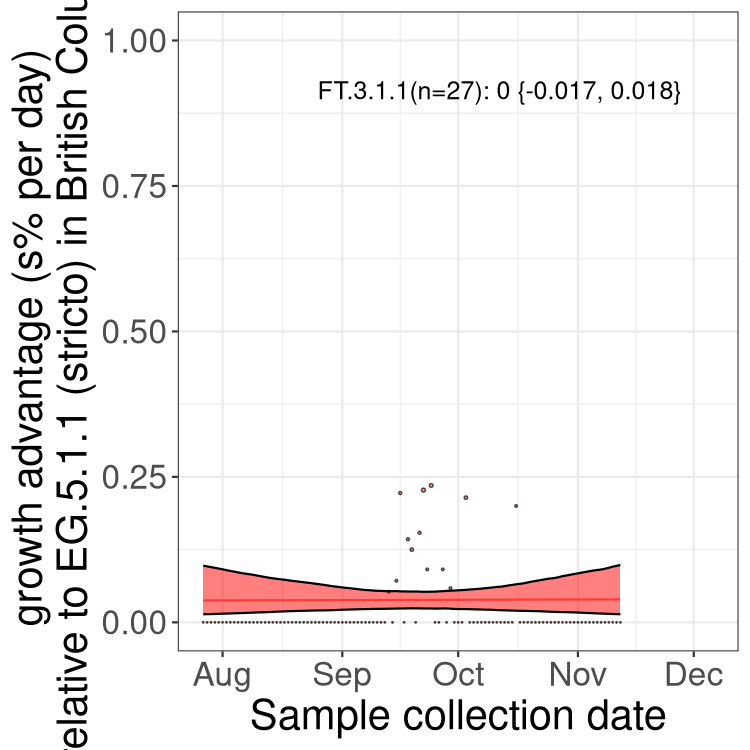 growth advantage (s% per day)
relative to EG.5.1.1 (stricto) in British Colu
1.00
0.75
0.50
0.25
0.00
FT.3.1.1(n=27): 0 {-0.017, 0.018}
Aug Sep Oct Nov Dec
Sample collection date